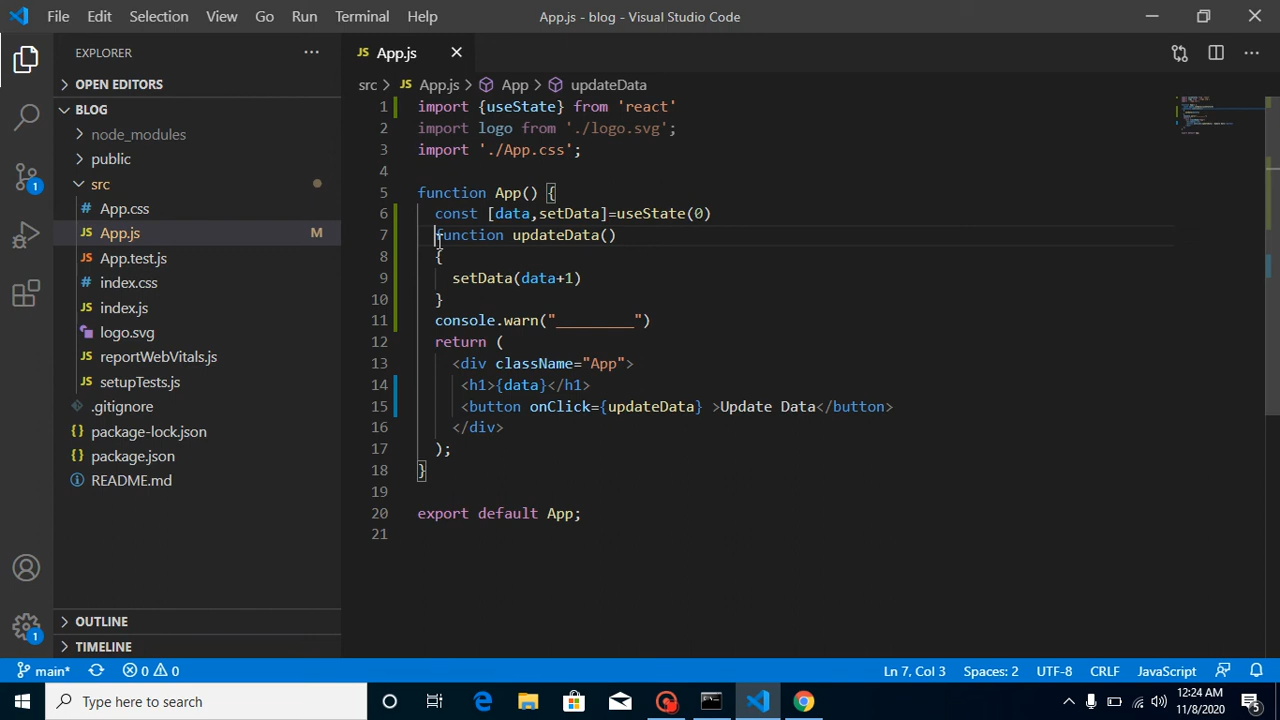 File Edit Selection View Go Run Terminal Help App.js - blog - Visual Studio Code
EXPLORER
OPEN EDITORS
BLOG
node_modules
public
src
App.css
App.js M
App.test.js
index.css
index.js
logo.svg
reportWebVitals.js
setupTests.js
.gitignore
package-lock.json
package.json
README.md
OUTLINE
TIMELINE
JS App.js
src > JS App.js > App > updateData
1 import {useState} from 'react'
2 import logo from './logo.svg';
3 import './App.css';
4
5 function App() {
6 const [data,setData]=useState(0)
7 function updateData()
8 {
9 setData(data+1)
10 }
11 console.warn("_________")
12 return (
13 <div className="App">
14 <h1>{data}</h1>
15 <button onClick={updateData} >Update Data</button>
16 </div>
17 );
18 }
19
20 export default App;
21
main* 0 0 Ln 7, Col 3 Spaces: 2 UTF-8 CRLF JavaScript
Type here to search
12:24 AM
11/8/2020
5